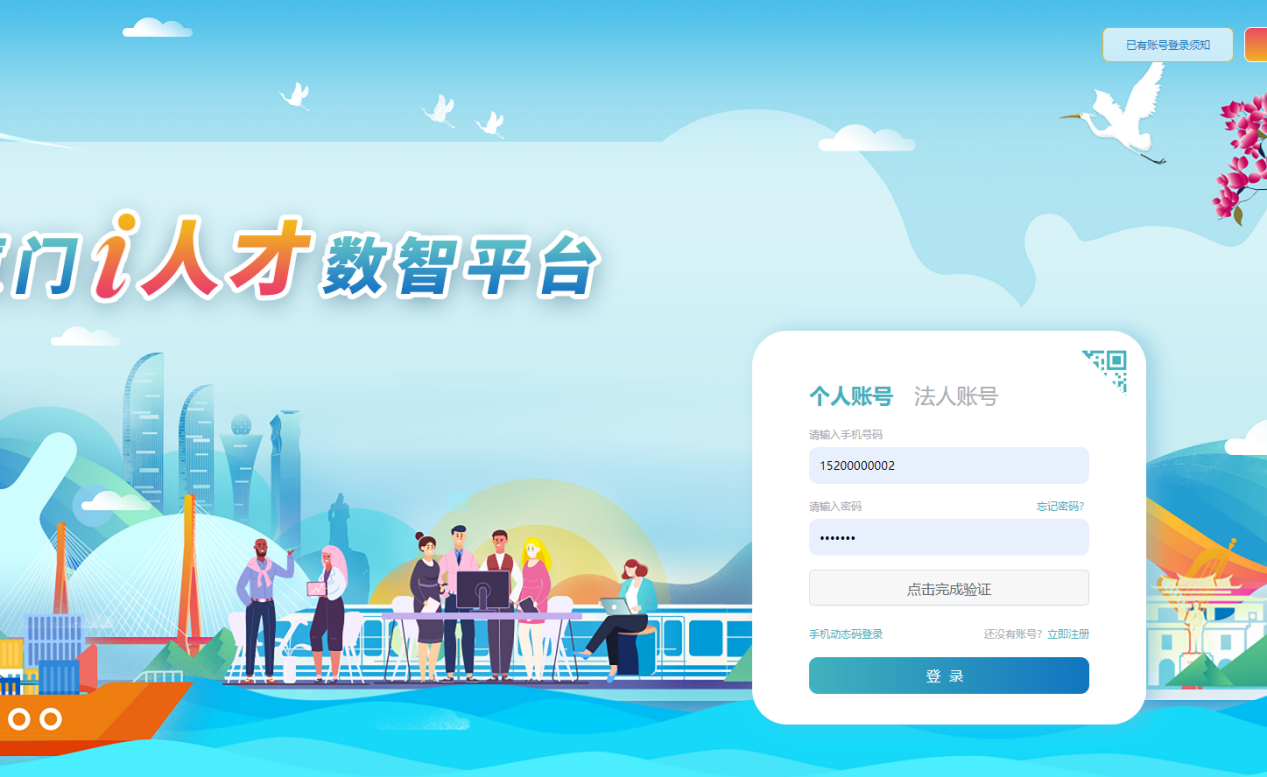 已有账号登录须知
门i人才数智平台
个人账号 法人账号
请输入手机号码
15200000002
请输入密码 忘记密码?
•••••••
点击完成验证
手机动态码登录 还没有账号? 立即注册
登 录